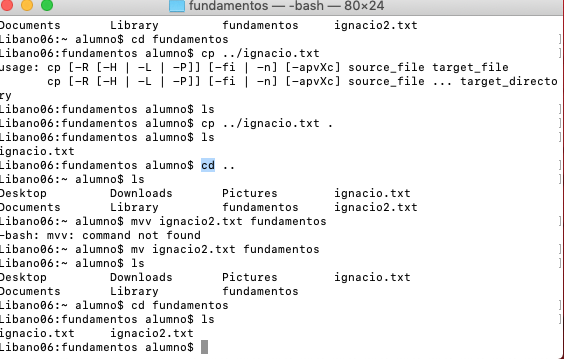 fundamentos — -bash — 80×24
Documents Library fundamentos ignacio2.txt
Libano06:~ alumno$ cd fundamentos
Libano06:fundamentos alumno$ cp ../ignacio.txt
usage: cp [-R [-H | -L | -P]] [-fi | -n] [-apvXc] source_file target_file
cp [-R [-H | -L | -P]] [-fi | -n] [-apvXc] source_file ... target_directo
ry
Libano06:fundamentos alumno$ ls
Libano06:fundamentos alumno$ cp ../ignacio.txt .
Libano06:fundamentos alumno$ ls
ignacio.txt
Libano06:fundamentos alumno$ cd ..
Libano06:~ alumno$ ls
Desktop Downloads Pictures ignacio.txt
Documents Library fundamentos ignacio2.txt
Libano06:~ alumno$ mvv ignacio2.txt fundamentos
-bash: mvv: command not found
Libano06:~ alumno$ mv ignacio2.txt fundamentos
Libano06:~ alumno$ ls
Desktop Downloads Pictures ignacio.txt
Documents Library fundamentos
Libano06:~ alumno$ cd fundamentos
Libano06:fundamentos alumno$ ls
ignacio.txt ignacio2.txt
Libano06:fundamentos alumno$